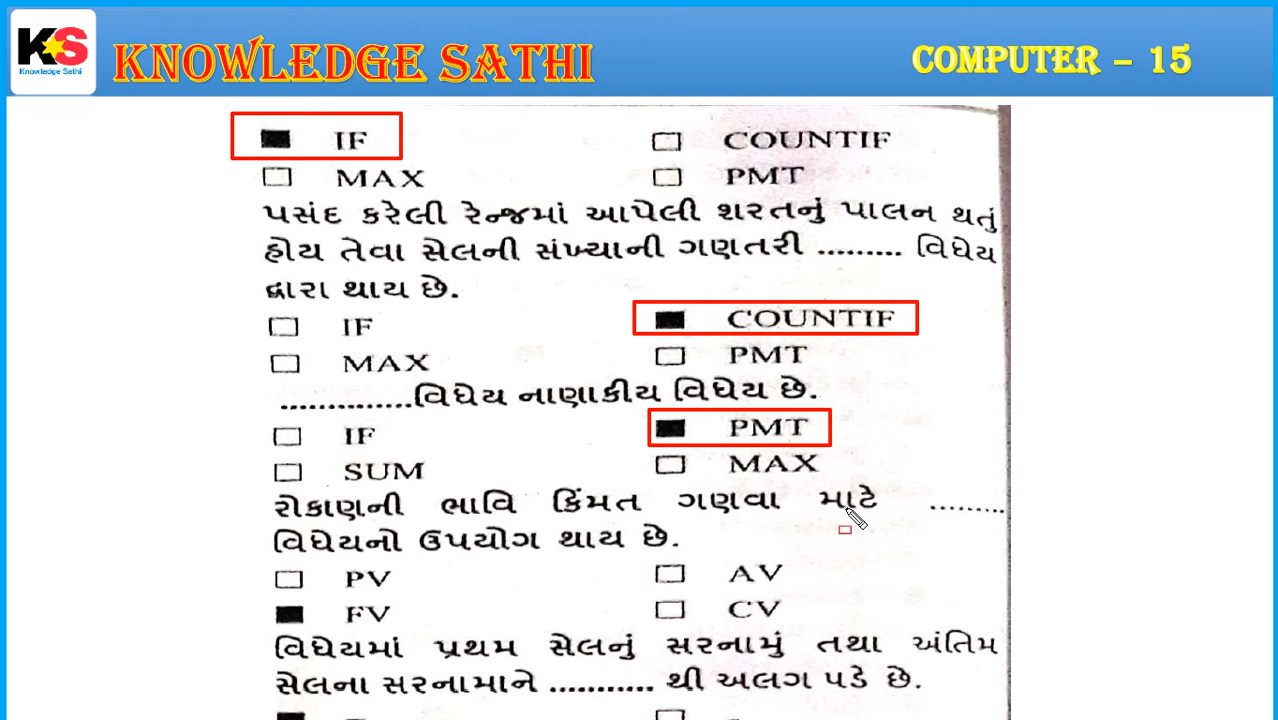 KS
Knowledge Sathi
KNOWLEDGE SATHI
COMPUTER – 15
IF COUNTIF
MAX PMT
પસંદ કરેલી રેન્જમાં આપેલી શરતનું પાલન થતું
હોય તેવા સેલની સંખ્યાની ગણતરી ......... વિધેય
દ્વારા થાય છે.
IF COUNTIF
MAX PMT
..............વિધેય નાણાકીય વિધેય છે.
IF PMT
SUM MAX
રોકાણની ભાવિ કિંમત ગણવા માટે .........
વિધેયનો ઉપયોગ થાય છે.
PV AV
FV CV
વિધેયમાં પ્રથમ સેલનું સરનામું તથા અંતિમ
સેલના સરનામાને ........... થી અલગ પડે છે.